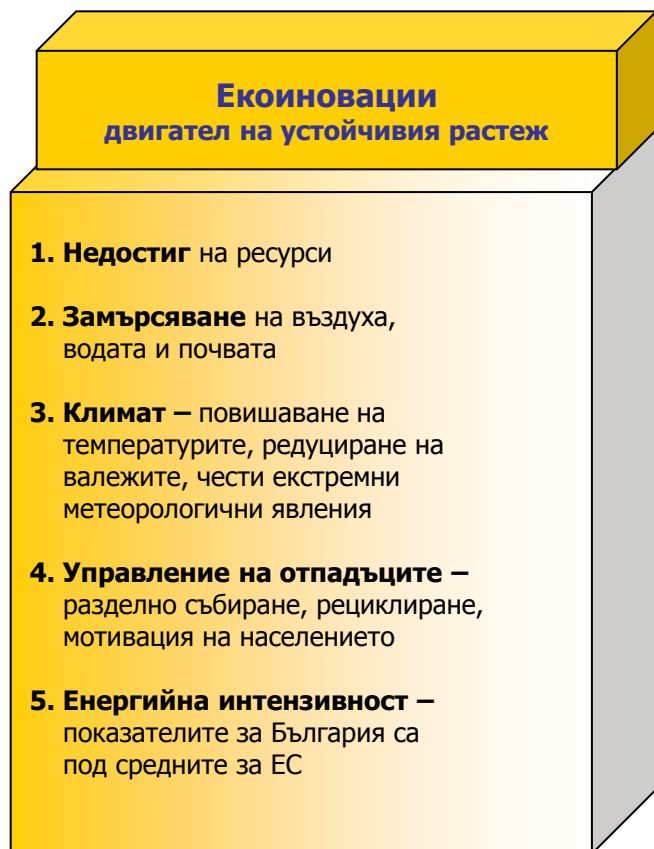 Екоиновации
двигател на устойчивия растеж
1. Недостиг на ресурси
2. Замърсяване на въздуха,
водата и почвата
3. Климат – повишаване на
температурите, редуциране на
валежите, чести екстремни
метеорологични явления
4. Управление на отпадъците –
разделно събиране, рециклиране,
мотивация на населението
5. Енергийна интензивност –
показателите за България са
под средните за ЕС